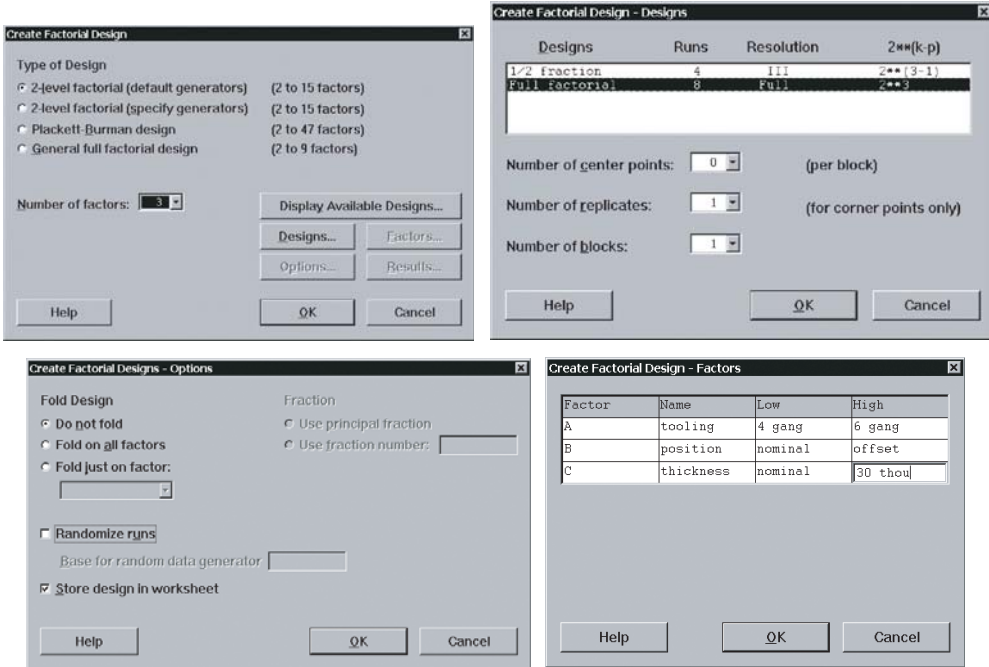 Create Factorial Design
Type of Design
2-level factorial (default generators) (2 to 15 factors)
2-level factorial (specify generators) (2 to 15 factors)
Plackett-Burman design (2 to 47 factors)
General full factorial design (2 to 9 factors)
Number of factors: 3
Display Available Designs...
Designs... Factors...
Options... Results...
Help OK Cancel
Create Factorial Design - Designs
Designs Runs Resolution 2**(k-p)
1/2 fraction 4 III 2**(3-1)
Full factorial 8 Full 2**3
Number of center points: 0 (per block)
Number of replicates: 1 (for corner points only)
Number of blocks: 1
Help OK Cancel
Create Factorial Designs - Options
Fold Design Fraction
Do not fold Use principal fraction
Fold on all factors Use fraction number:
Fold just on factor:
Randomize runs
Base for random data generator
Store design in worksheet
Help OK Cancel
Create Factorial Design - Factors
Factor Name Low High
A tooling 4 gang 6 gang
B position nominal offset
C thickness nominal 30 thou
Help OK Cancel